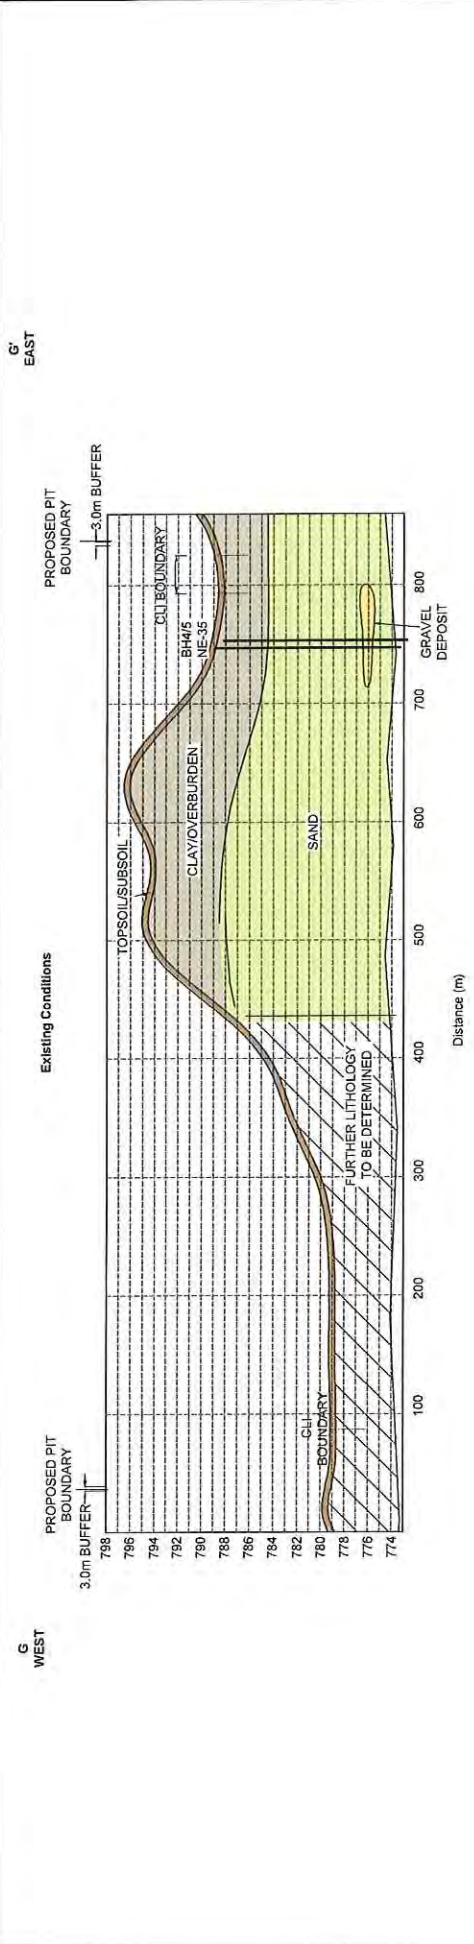 G
WEST
Existing Conditions
G'
EAST
PROPOSED PIT
BOUNDARY
3.0m BUFFER
PROPOSED PIT
BOUNDARY
3.0m BUFFER
798
796
794
792
790
788
786
784
782
780
778
776
774
TOPSOIL/SUBSOIL
CLI BOUNDARY
BH4/5
NE-35
CLAY/OVERBURDEN
SAND
CLI
BOUNDARY
FURTHER LITHOLOGY
TO BE DETERMINED
GRAVEL
DEPOSIT
100
200
300
400
500
600
700
800
Distance (m)